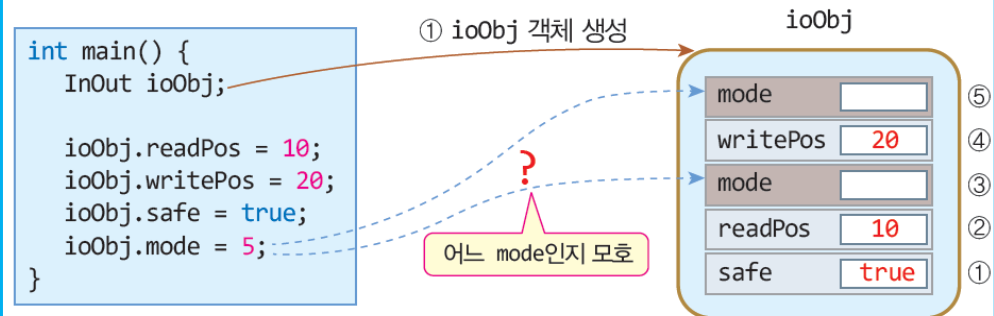 ① ioObj 객체 생성
ioObj
int main() {
InOut ioObj;
ioObj.readPos = 10;
ioObj.writePos = 20;
ioObj.safe = true;
ioObj.mode = 5;
}
?
어느 mode인지 모호
mode ⑤
writePos 20 ④
mode ③
readPos 10 ②
safe true ①